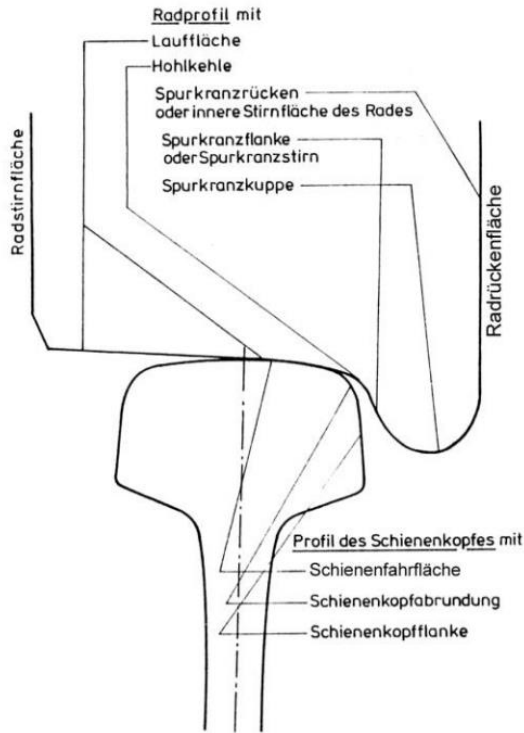 Radprofil mit
Lauffläche
Hohlkehle
Spurkranzrücken
oder innere Stirnfläche des Rades
Spurkranzflanke
oder Spurkranzstirn
Spurkranzkuppe
Radstirnfläche
Radrückenfläche
Profil des Schienenkopfes mit
Schienenfahrfläche
Schienenkopfabrundung
Schienenkopfflanke